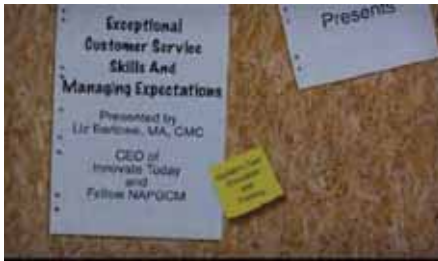 Presents
Exceptional
Customer Service
Skills And
Managing Expectations
Presented by
Liz Barlowe, MA, CMC
CEO of
Innovate Today
and
Fellow NAPGCM
and